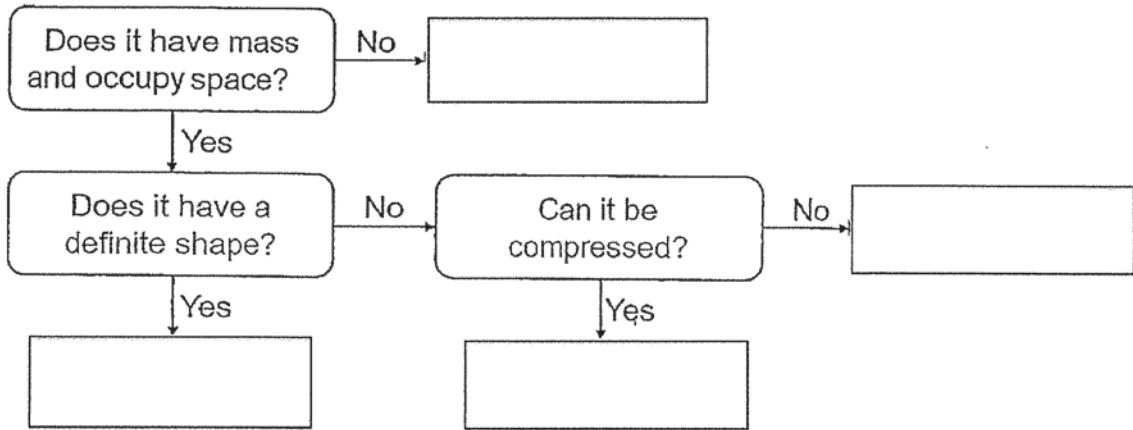 Does it have mass
and occupy space?
No
Yes
Does it have a
definite shape?
No
Can it be
compressed?
No
Yes
Yes